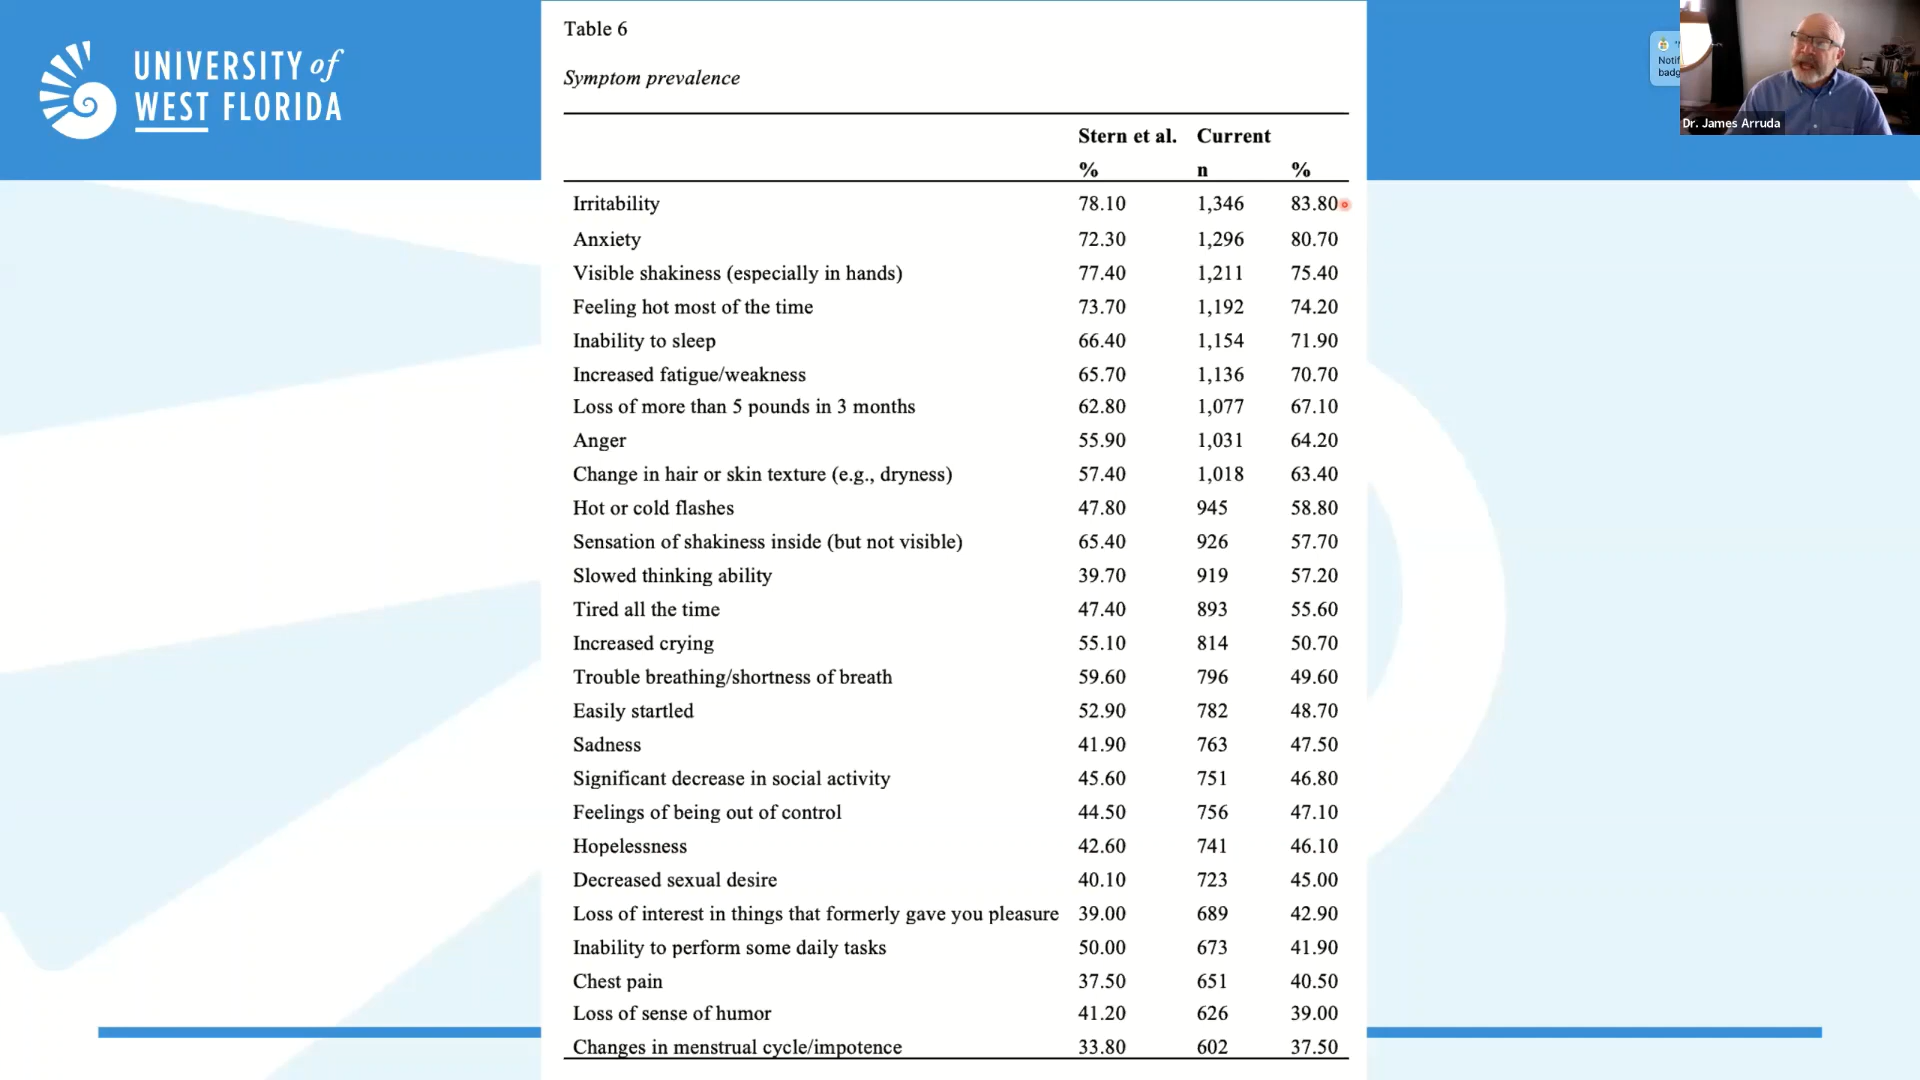 UNIVERSITY of
WEST FLORIDA
Table 6
Symptom prevalence
Stern et al. Current
% n %
Irritability 78.10 1,346 83.80
Anxiety 72.30 1,296 80.70
Visible shakiness (especially in hands) 77.40 1,211 75.40
Feeling hot most of the time 73.70 1,192 74.20
Inability to sleep 66.40 1,154 71.90
Increased fatigue/weakness 65.70 1,136 70.70
Loss of more than 5 pounds in 3 months 62.80 1,077 67.10
Anger 55.90 1,031 64.20
Change in hair or skin texture (e.g., dryness) 57.40 1,018 63.40
Hot or cold flashes 47.80 945 58.80
Sensation of shakiness inside (but not visible) 65.40 926 57.70
Slowed thinking ability 39.70 919 57.20
Tired all the time 47.40 893 55.60
Increased crying 55.10 814 50.70
Trouble breathing/shortness of breath 59.60 796 49.60
Easily startled 52.90 782 48.70
Sadness 41.90 763 47.50
Significant decrease in social activity 45.60 751 46.80
Feelings of being out of control 44.50 756 47.10
Hopelessness 42.60 741 46.10
Decreased sexual desire 40.10 723 45.00
Loss of interest in things that formerly gave you pleasure 39.00 689 42.90
Inability to perform some daily tasks 50.00 673 41.90
Chest pain 37.50 651 40.50
Loss of sense of humor 41.20 626 39.00
Changes in menstrual cycle/impotence 33.80 602 37.50
Notif
badg
Dr. James Arruda